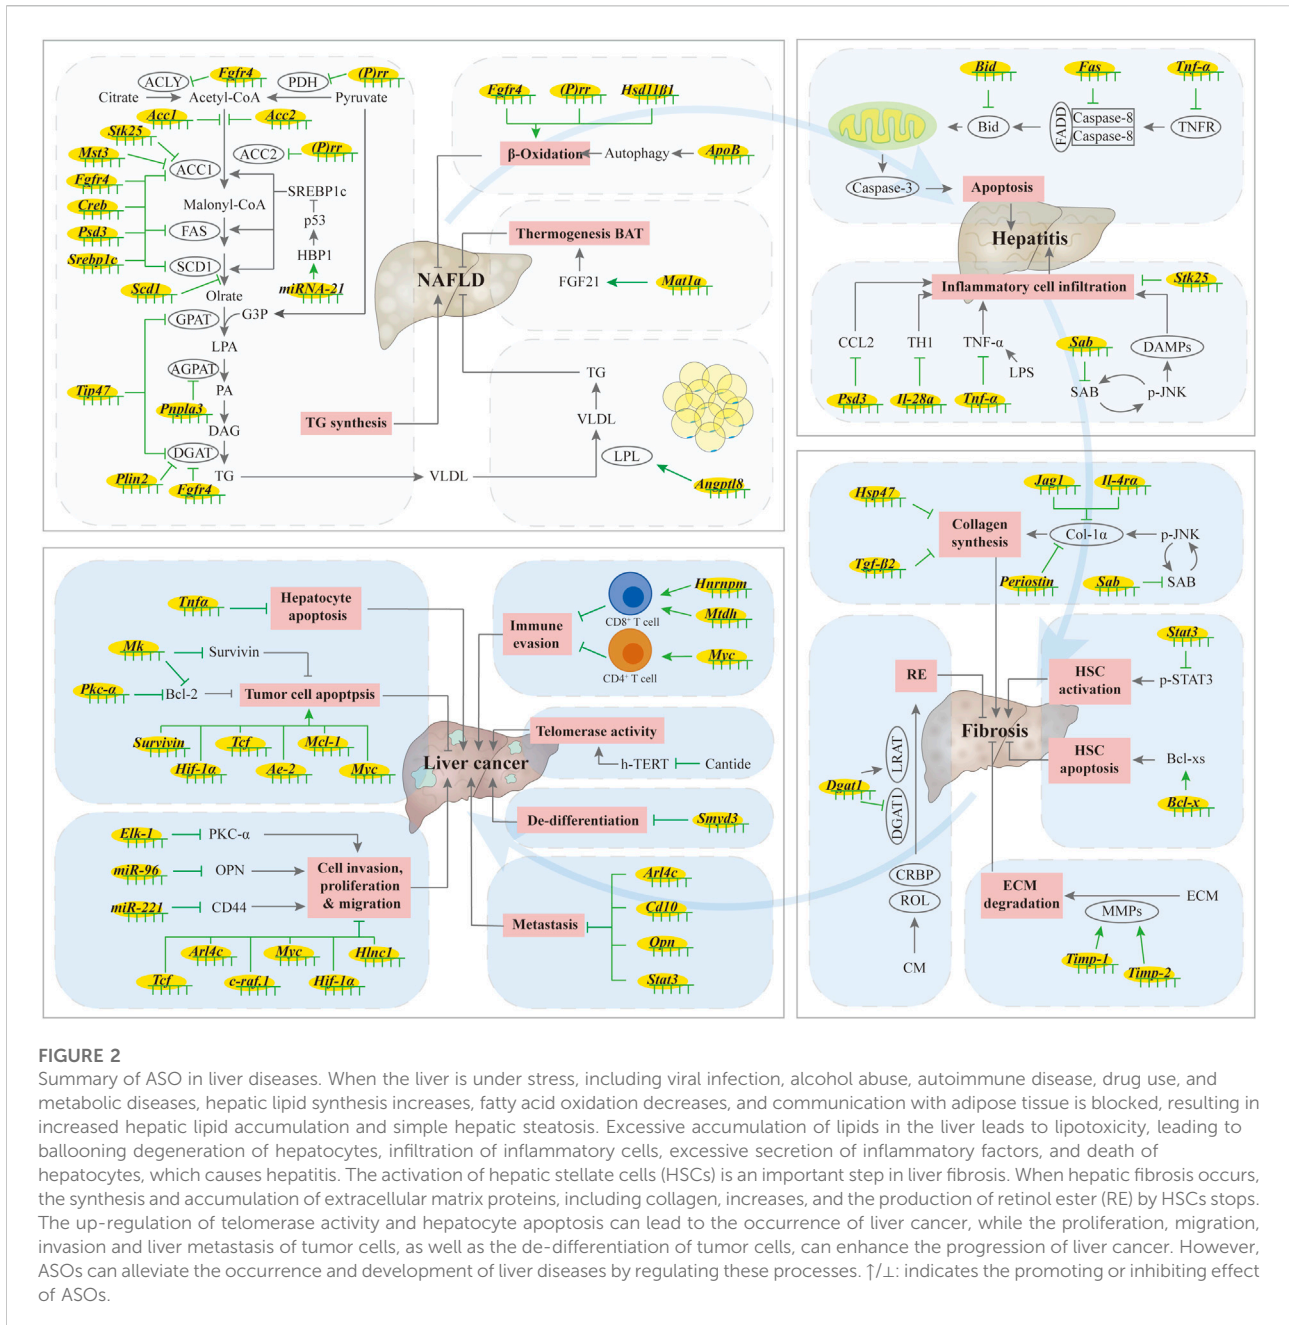 ACLY
Fgfr4
PDH
(P)rr
Citrate
Acetyl-CoA
Pyruvate
Acc1
Acc2
Stk25
Mst3
ACC2
(P)rr
Fgfr4
ACC1
SREBP1c
Creb
Malonyl-CoA
p53
Psd3
FAS
HBP1
Srebp1c
SCD1
Scd1
miRNA-21
Olrate
GPAT
G3P
LPA
AGPAT
Tip47
PA
Pnpla3
DAG
DGAT
Plin2
TG
Fgfr4
TG synthesis
VLDL
NAFLD
Fgfr4
(P)rr
Hsd11β1
β-Oxidation
Autophagy
ApoB
Thermogenesis BAT
FGF21
Mat1a
TG
VLDL
LPL
Angptl8
Bid
Fas
Tnf-α
Bid
FADD
Caspase-8
Caspase-8
TNFR
Caspase-3
Apoptosis
Hepatitis
Inflammatory cell infiltration
Stk25
CCL2
TH1
TNF-α
Sab
DAMPs
LPS
SAB
p-JNK
Psd3
Il-28a
Tnf-α
Hsp47
Jag1
Il-4rα
Collagen
synthesis
Col-1α
p-JNK
Tgf-β2
Periostin
Sab
SAB
RE
Stat3
HSC
activation
p-STAT3
Fibrosis
LRAT
HSC
apoptosis
Bcl-xs
Dgat1
DGAT1
Bcl-x
CRBP
ROL
CM
ECM
degradation
ECM
MMPs
Timp-1
Timp-2
Tnfα
Hepatocyte
apoptosis
Mk
Survivin
Pkc-α
Bcl-2
Tumor cell apoptpsis
Survivin
Tcf
Mcl-1
Hif-1α
Ae-2
Myc
Hnrnpm
CD8⁺ T cell
Mtdh
Immune
evasion
Myc
CD4⁺ T cell
Telomerase activity
h-TERT
Cantide
Liver cancer
De-differentiation
Smyd3
Elk-1
PKC-α
miR-96
OPN
Cell invasion,
proliferation
& migration
miR-221
CD44
Arl4c
Myc
Hlnc1
Tcf
c-raf.1
Hif-1α
Metastasis
Arl4c
Cd10
Opn
Stat3
FIGURE 2
Summary of ASO in liver diseases. When the liver is under stress, including viral infection, alcohol abuse, autoimmune disease, drug use, and
metabolic diseases, hepatic lipid synthesis increases, fatty acid oxidation decreases, and communication with adipose tissue is blocked, resulting in
increased hepatic lipid accumulation and simple hepatic steatosis. Excessive accumulation of lipids in the liver leads to lipotoxicity, leading to
ballooning degeneration of hepatocytes, infiltration of inflammatory cells, excessive secretion of inflammatory factors, and death of
hepatocytes, which causes hepatitis. The activation of hepatic stellate cells (HSCs) is an important step in liver fibrosis. When hepatic fibrosis occurs,
the synthesis and accumulation of extracellular matrix proteins, including collagen, increases, and the production of retinol ester (RE) by HSCs stops.
The up-regulation of telomerase activity and hepatocyte apoptosis can lead to the occurrence of liver cancer, while the proliferation, migration,
invasion and liver metastasis of tumor cells, as well as the de-differentiation of tumor cells, can enhance the progression of liver cancer. However,
ASOs can alleviate the occurrence and development of liver diseases by regulating these processes. ↑/⊥: indicates the promoting or inhibiting effect
of ASOs.